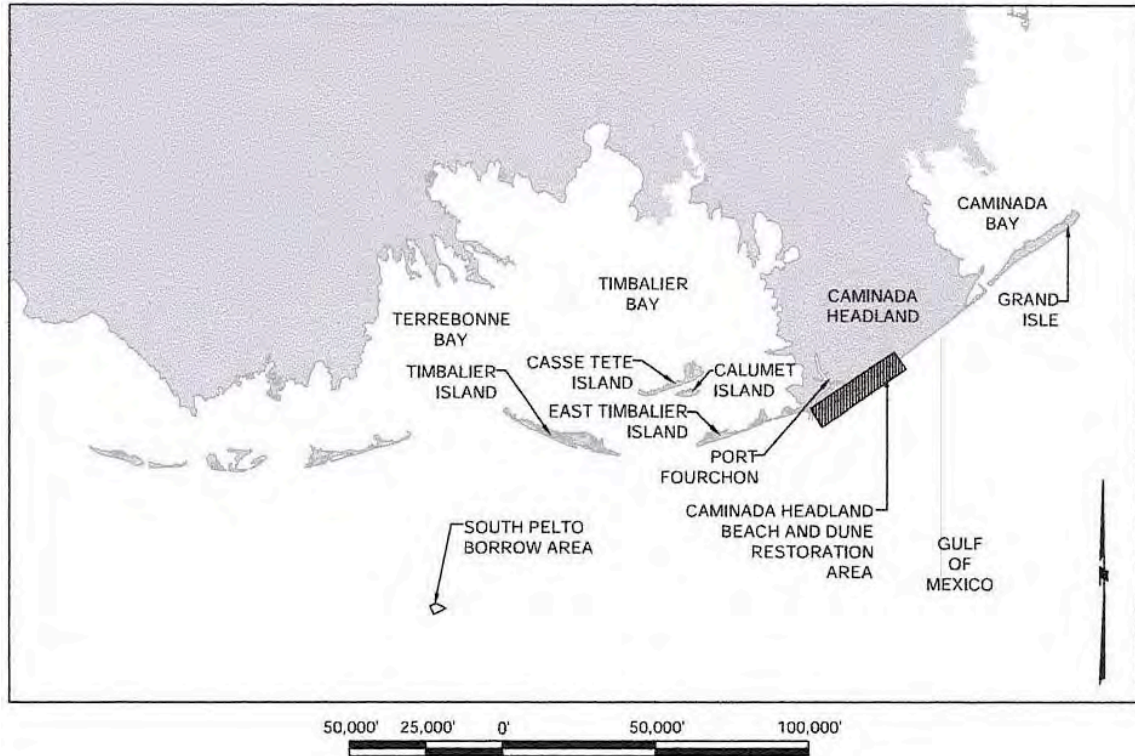 CAMINADA
BAY
TIMBALIER
BAY
CAMINADA
HEADLAND
GRAND
ISLE
TERREBONNE
BAY
TIMBALIER
ISLAND
CASSE TETE
ISLAND
CALUMET
ISLAND
EAST TIMBALIER
ISLAND
PORT
FOURCHON
CAMINADA HEADLAND
BEACH AND DUNE
RESTORATION
AREA
SOUTH PELTO
BORROW AREA
GULF
OF
MEXICO
50,000' 25,000' 0' 50,000' 100,000'